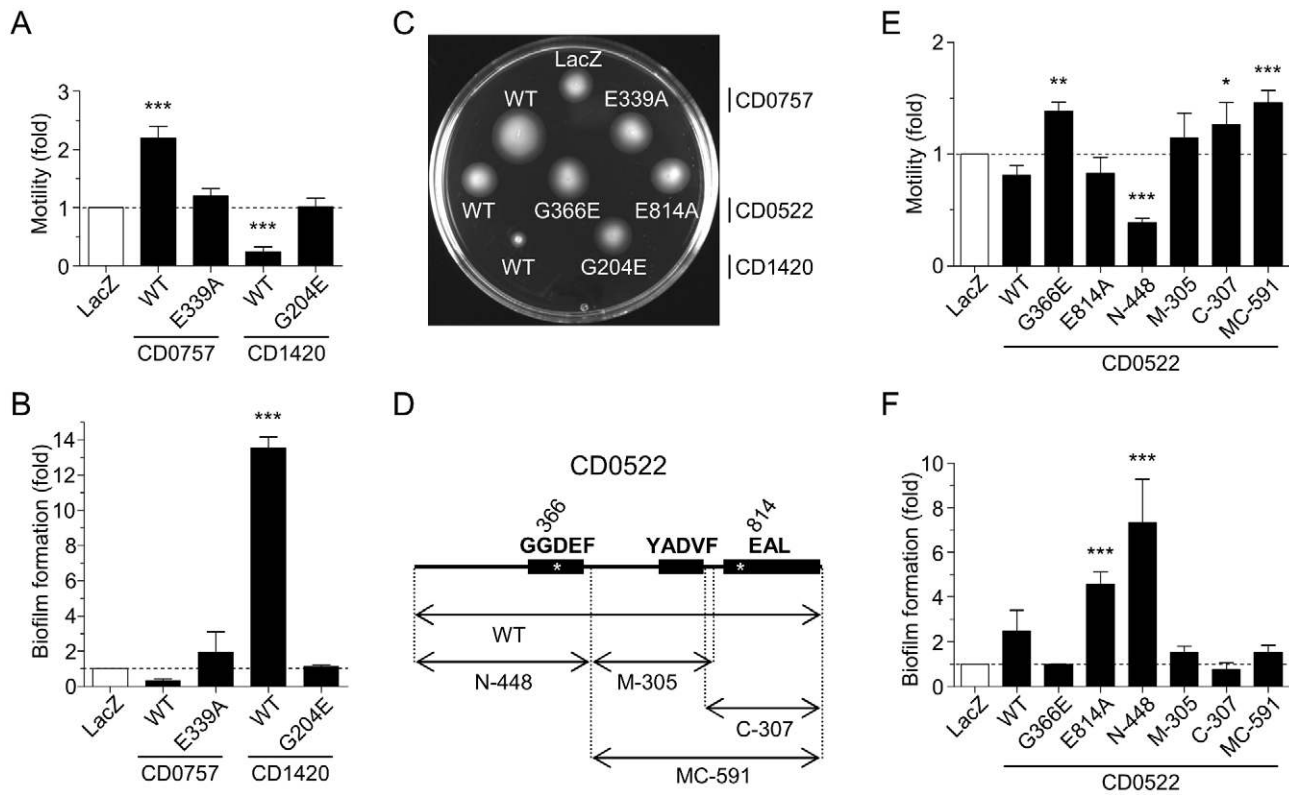 A
3
2
1
0
Motility (fold)
***
***
LacZ
WT
E339A
WT
G204E
CD0757
CD1420
B
14
12
10
8
6
4
2
0
Biofilm formation (fold)
***
LacZ
WT
E339A
WT
G204E
CD0757
CD1420
C
LacZ
WT
E339A
CD0757
WT
G366E
E814A
CD0522
WT
G204E
CD1420
D
CD0522
366
814
GGDEF
YADVF
EAL
*
*
WT
N-448
M-305
C-307
MC-591
E
2
1
0
Motility (fold)
**
***
*
***
LacZ
WT
G366E
E814A
N-448
M-305
C-307
MC-591
CD0522
F
10
8
6
4
2
0
Biofilm formation (fold)
***
***
LacZ
WT
G366E
E814A
N-448
M-305
C-307
MC-591
CD0522